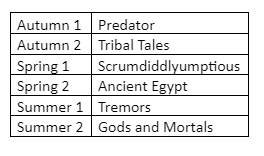 Autumn 1 Predator
Autumn 2 Tribal Tales
Spring 1 Scrumdiddlyumptious
Spring 2 Ancient Egypt
Summer 1 Tremors
Summer 2 Gods and Mortals